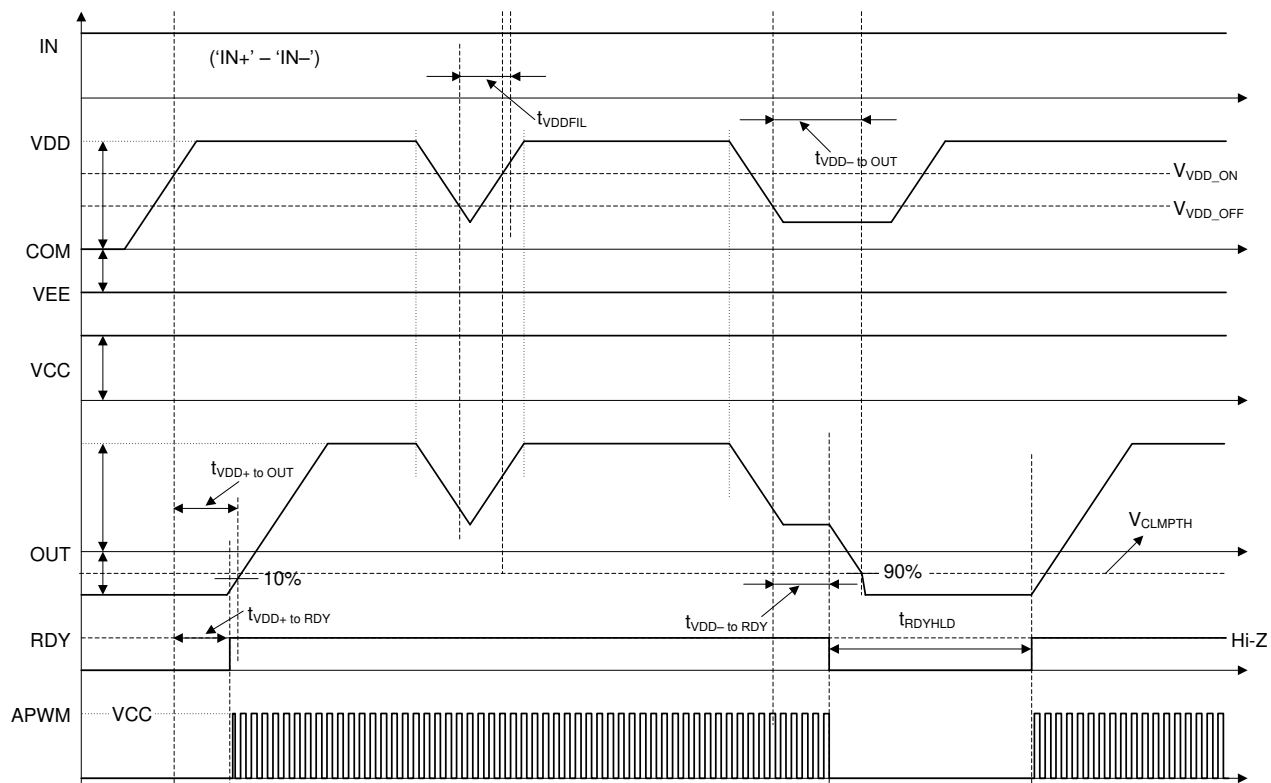 IN
(‘IN+’ – ‘IN–’)
tVDDFIL
VDD
tVDD– to OUT
VVDD_ON
VVDD_OFF
COM
VEE
VCC
tVDD+ to OUT
VCLMPTH
OUT
10%
90%
tVDD+ to RDY
tVDD– to RDY
tRDYHLD
RDY
Hi-Z
APWM
VCC